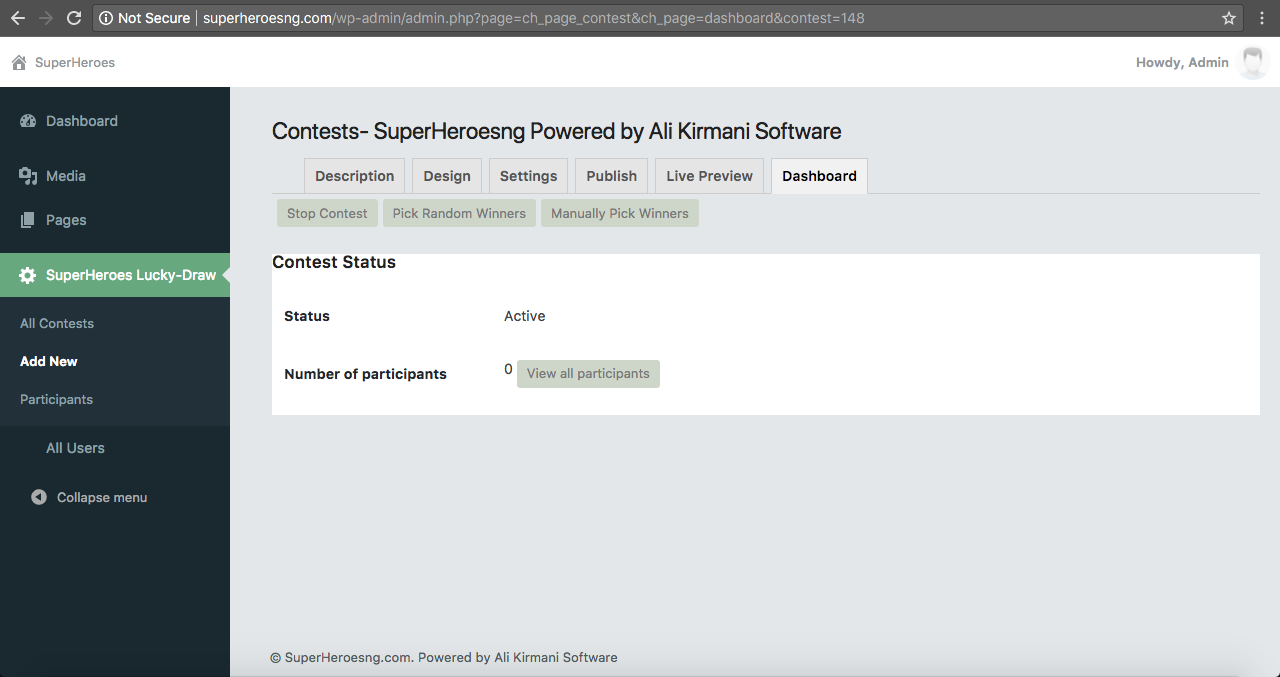 Not Secure | superheroesng.com/wp-admin/admin.php?page=ch_page_contest&ch_page=dashboard&contest=148
SuperHeroes
Howdy, Admin
Dashboard
Media
Pages
SuperHeroes Lucky-Draw
All Contests
Add New
Participants
All Users
Collapse menu
Contests- SuperHeroesng Powered by Ali Kirmani Software
Description Design Settings Publish Live Preview Dashboard
Stop Contest Pick Random Winners Manually Pick Winners
Contest Status
Status Active
Number of participants 0 View all participants
© SuperHeroesng.com. Powered by Ali Kirmani Software